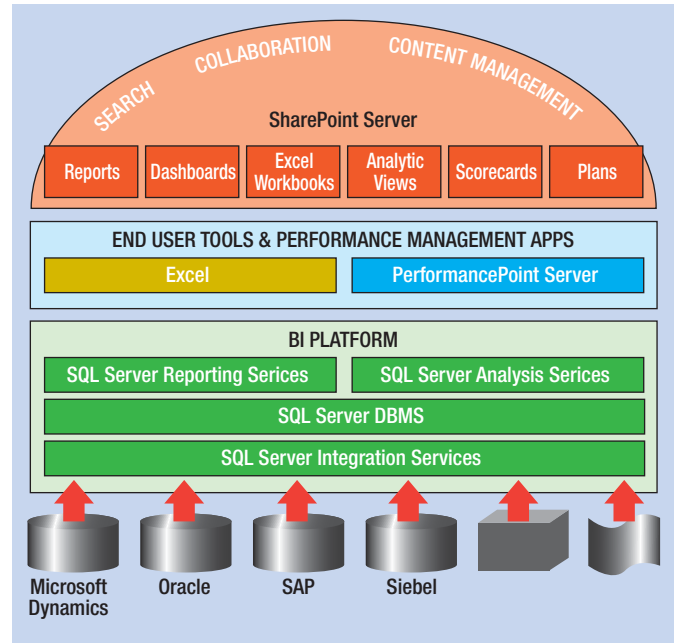 SEARCH COLLABORATION CONTENT MANAGEMENT
SharePoint Server
Reports
Dashboards
Excel
Workbooks
Analytic
Views
Scorecards
Plans
END USER TOOLS & PERFORMANCE MANAGEMENT APPS
Excel
PerformancePoint Server
BI PLATFORM
SQL Server Reporting Serices
SQL Server Analysis Serices
SQL Server DBMS
SQL Server Integration Services
Microsoft
Dynamics
Oracle
SAP
Siebel